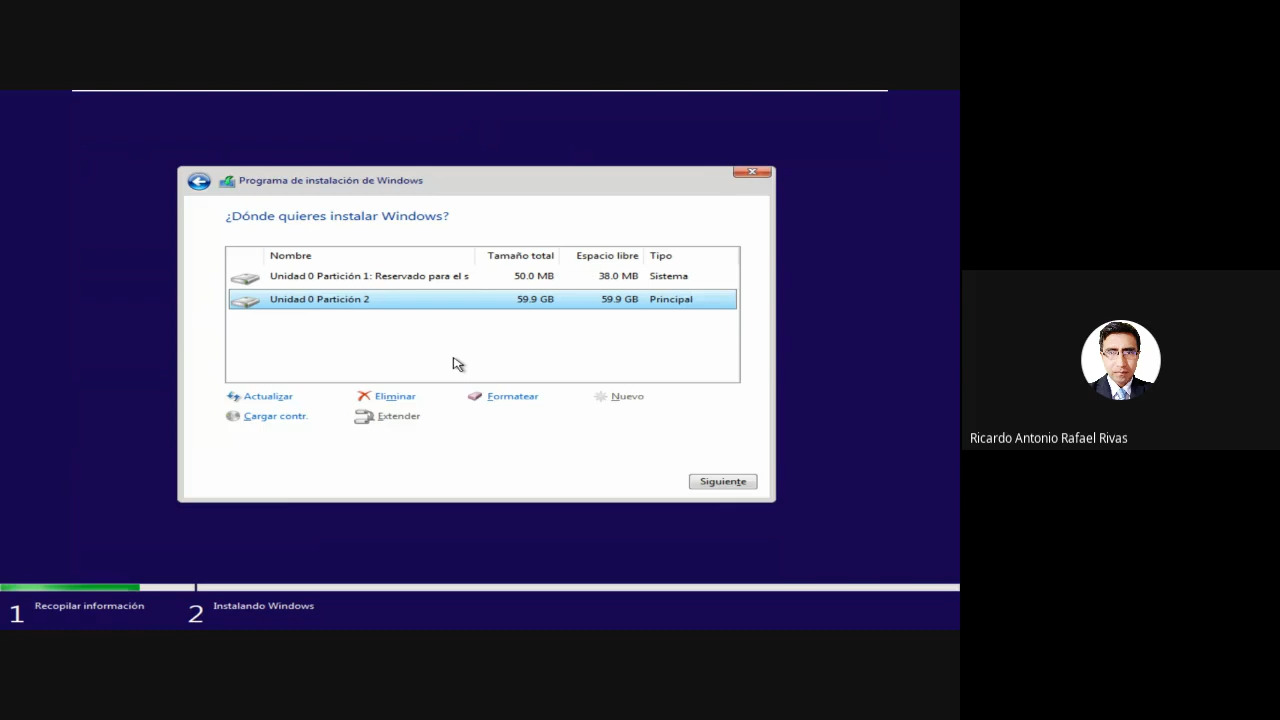 Programa de instalación de Windows
¿Dónde quieres instalar Windows?
Nombre Tamaño total Espacio libre Tipo
Unidad 0 Partición 1: Reservado para el s 50.0 MB 38.0 MB Sistema
Unidad 0 Partición 2 59.9 GB 59.9 GB Principal
Actualizar Eliminar Formatear Nuevo
Cargar contr. Extender
Siguiente
Ricardo Antonio Rafael Rivas
1 Recopilar información 2 Instalando Windows